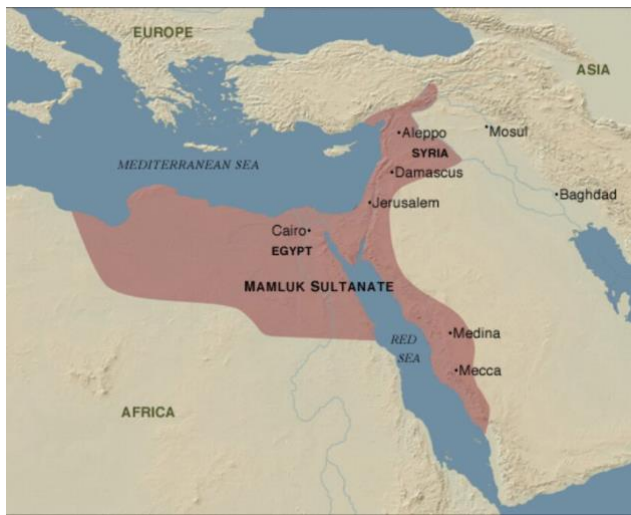 EUROPE
ASIA
Aleppo
Mosul
SYRIA
MEDITERRANEAN SEA
Damascus
Baghdad
Jerusalem
Cairo
EGYPT
MAMLUK SULTANATE
Medina
RED
SEA
Mecca
AFRICA